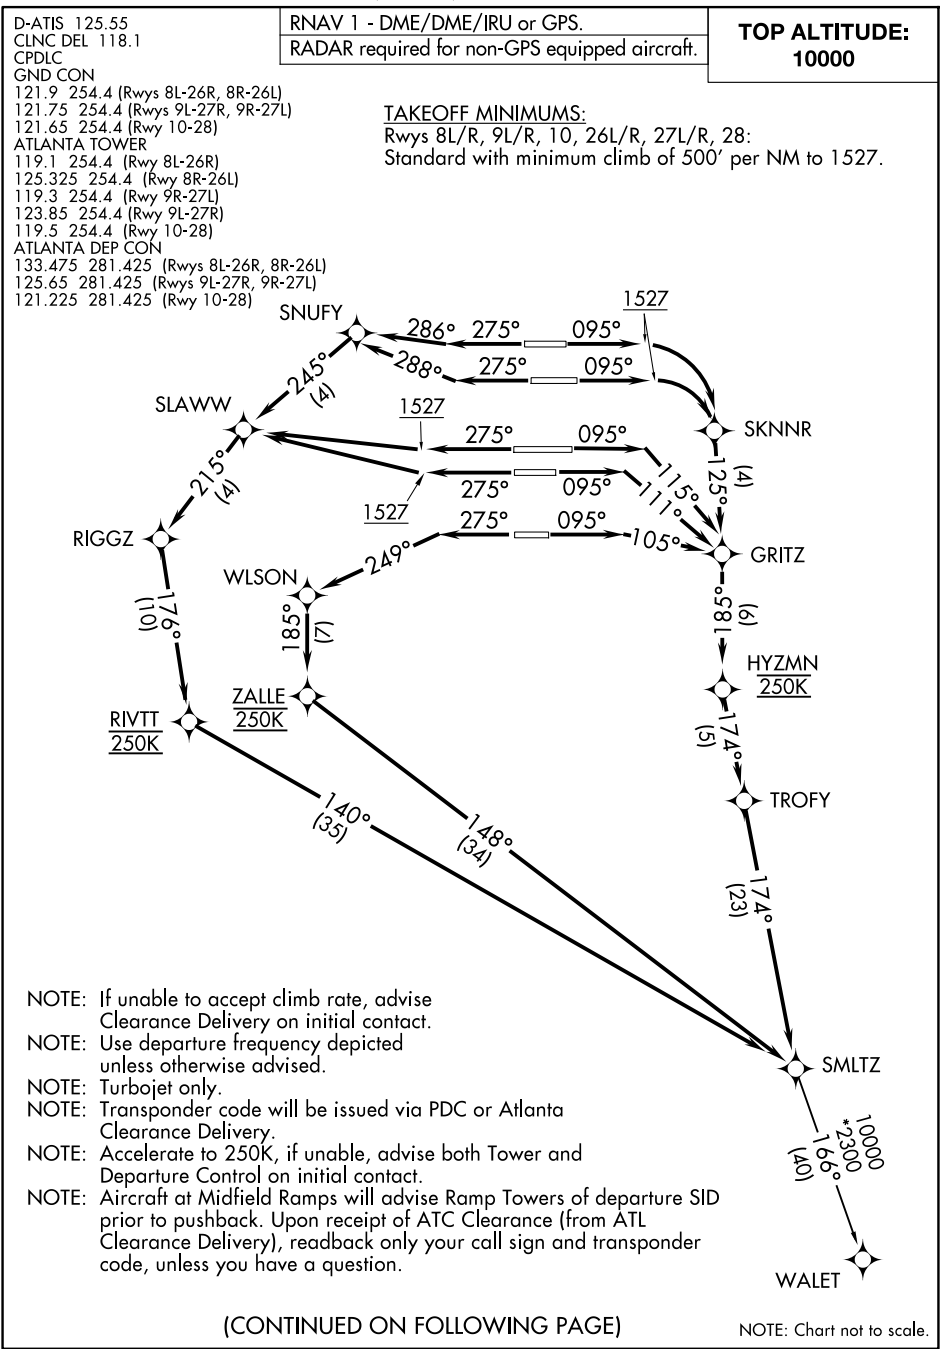 D-ATIS 125.55
CLNC DEL 118.1
CPDLC
GND CON
121.9 254.4 (Rwys 8L-26R, 8R-26L)
121.75 254.4 (Rwys 9L-27R, 9R-27L)
121.65 254.4 (Rwy 10-28)
ATLANTA TOWER
119.1 254.4 (Rwy 8L-26R)
125.325 254.4 (Rwy 8R-26L)
119.3 254.4 (Rwy 9R-27L)
123.85 254.4 (Rwy 9L-27R)
119.5 254.4 (Rwy 10-28)
ATLANTA DEP CON
133.475 281.425 (Rwys 8L-26R, 8R-26L)
125.65 281.425 (Rwys 9L-27R, 9R-27L)
121.225 281.425 (Rwy 10-28)
RNAV 1 - DME/DME/IRU or GPS.
RADAR required for non-GPS equipped aircraft.
TOP ALTITUDE:
10000
TAKEOFF MINIMUMS:
Rwys 8L/R, 9L/R, 10, 26L/R, 27L/R, 28:
Standard with minimum climb of 500' per NM to 1527.
SNUFY
1527
286° 275° 095°
288° 275° 095°
245°
(4)
SLAWW
1527
SKNNR
275° 095°
125°
(4)
215°
(4)
115°
275° 095°
111°
1527
RIGGZ
275° 095°
105°
GRITZ
249°
WLSON
176°
(10)
185°
(7)
185°
(6)
HYZMN
250K
ZALLE
250K
RIVTT
250K
174°
(5)
TROFY
140°
(35)
148°
(34)
174°
(23)
NOTE: If unable to accept climb rate, advise
Clearance Delivery on initial contact.
NOTE: Use departure frequency depicted
unless otherwise advised.
NOTE: Turbojet only.
NOTE: Transponder code will be issued via PDC or Atlanta
Clearance Delivery.
NOTE: Accelerate to 250K, if unable, advise both Tower and
Departure Control on initial contact.
NOTE: Aircraft at Midfield Ramps will advise Ramp Towers of departure SID
prior to pushback. Upon receipt of ATC Clearance (from ATL
Clearance Delivery), readback only your call sign and transponder
code, unless you have a question.
SMLTZ
10000
*2300
166°
(40)
WALET
(CONTINUED ON FOLLOWING PAGE)
NOTE: Chart not to scale.